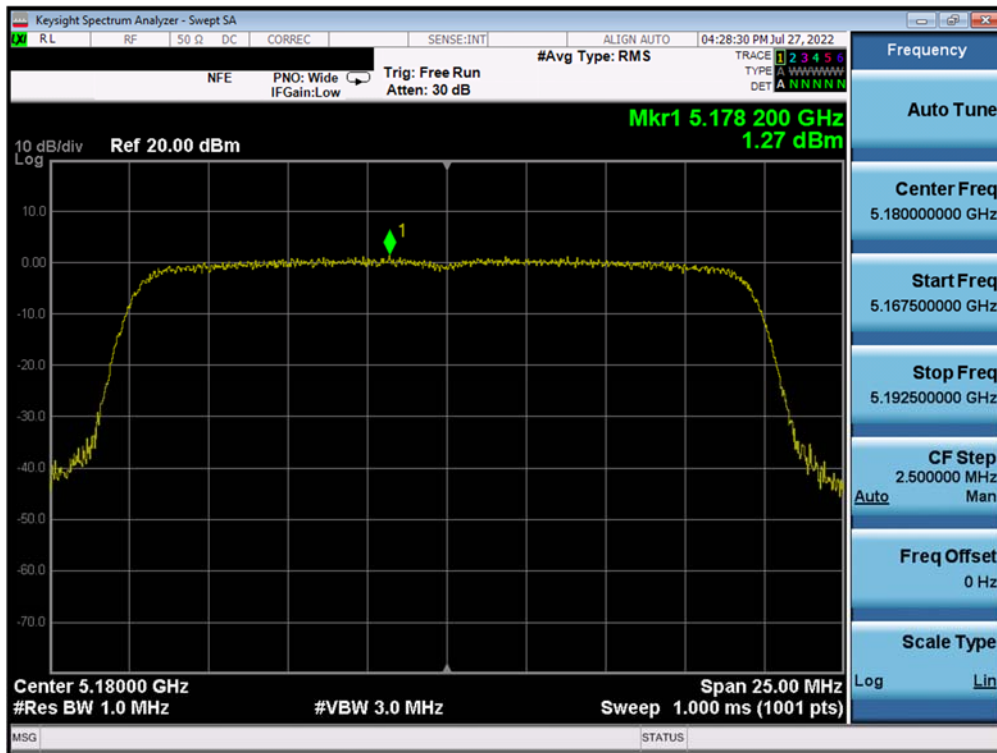 Keysight Spectrum Analyzer - Swept SA
LXI RL RF 50 Ω DC CORREC SENSE:INT ALIGN AUTO 04:28:30 PM Jul 27, 2022
NFE PNO: Wide Trig: Free Run #Avg Type: RMS TRACE 1 2 3 4 5 6
IFGain:Low Atten: 30 dB TYPE A WWWWW
DET A N N N N N
Mkr1 5.178 200 GHz
1.27 dBm
10 dB/div Ref 20.00 dBm
Log
10.0
1
0.00
-10.0
-20.0
-30.0
-40.0
-50.0
-60.0
-70.0
Center 5.18000 GHz Span 25.00 MHz
#Res BW 1.0 MHz #VBW 3.0 MHz Sweep 1.000 ms (1001 pts)
MSG STATUS
Frequency
Auto Tune
Center Freq
5.180000000 GHz
Start Freq
5.167500000 GHz
Stop Freq
5.192500000 GHz
CF Step
2.500000 MHz
Auto Man
Freq Offset
0 Hz
Scale Type
Log Lin